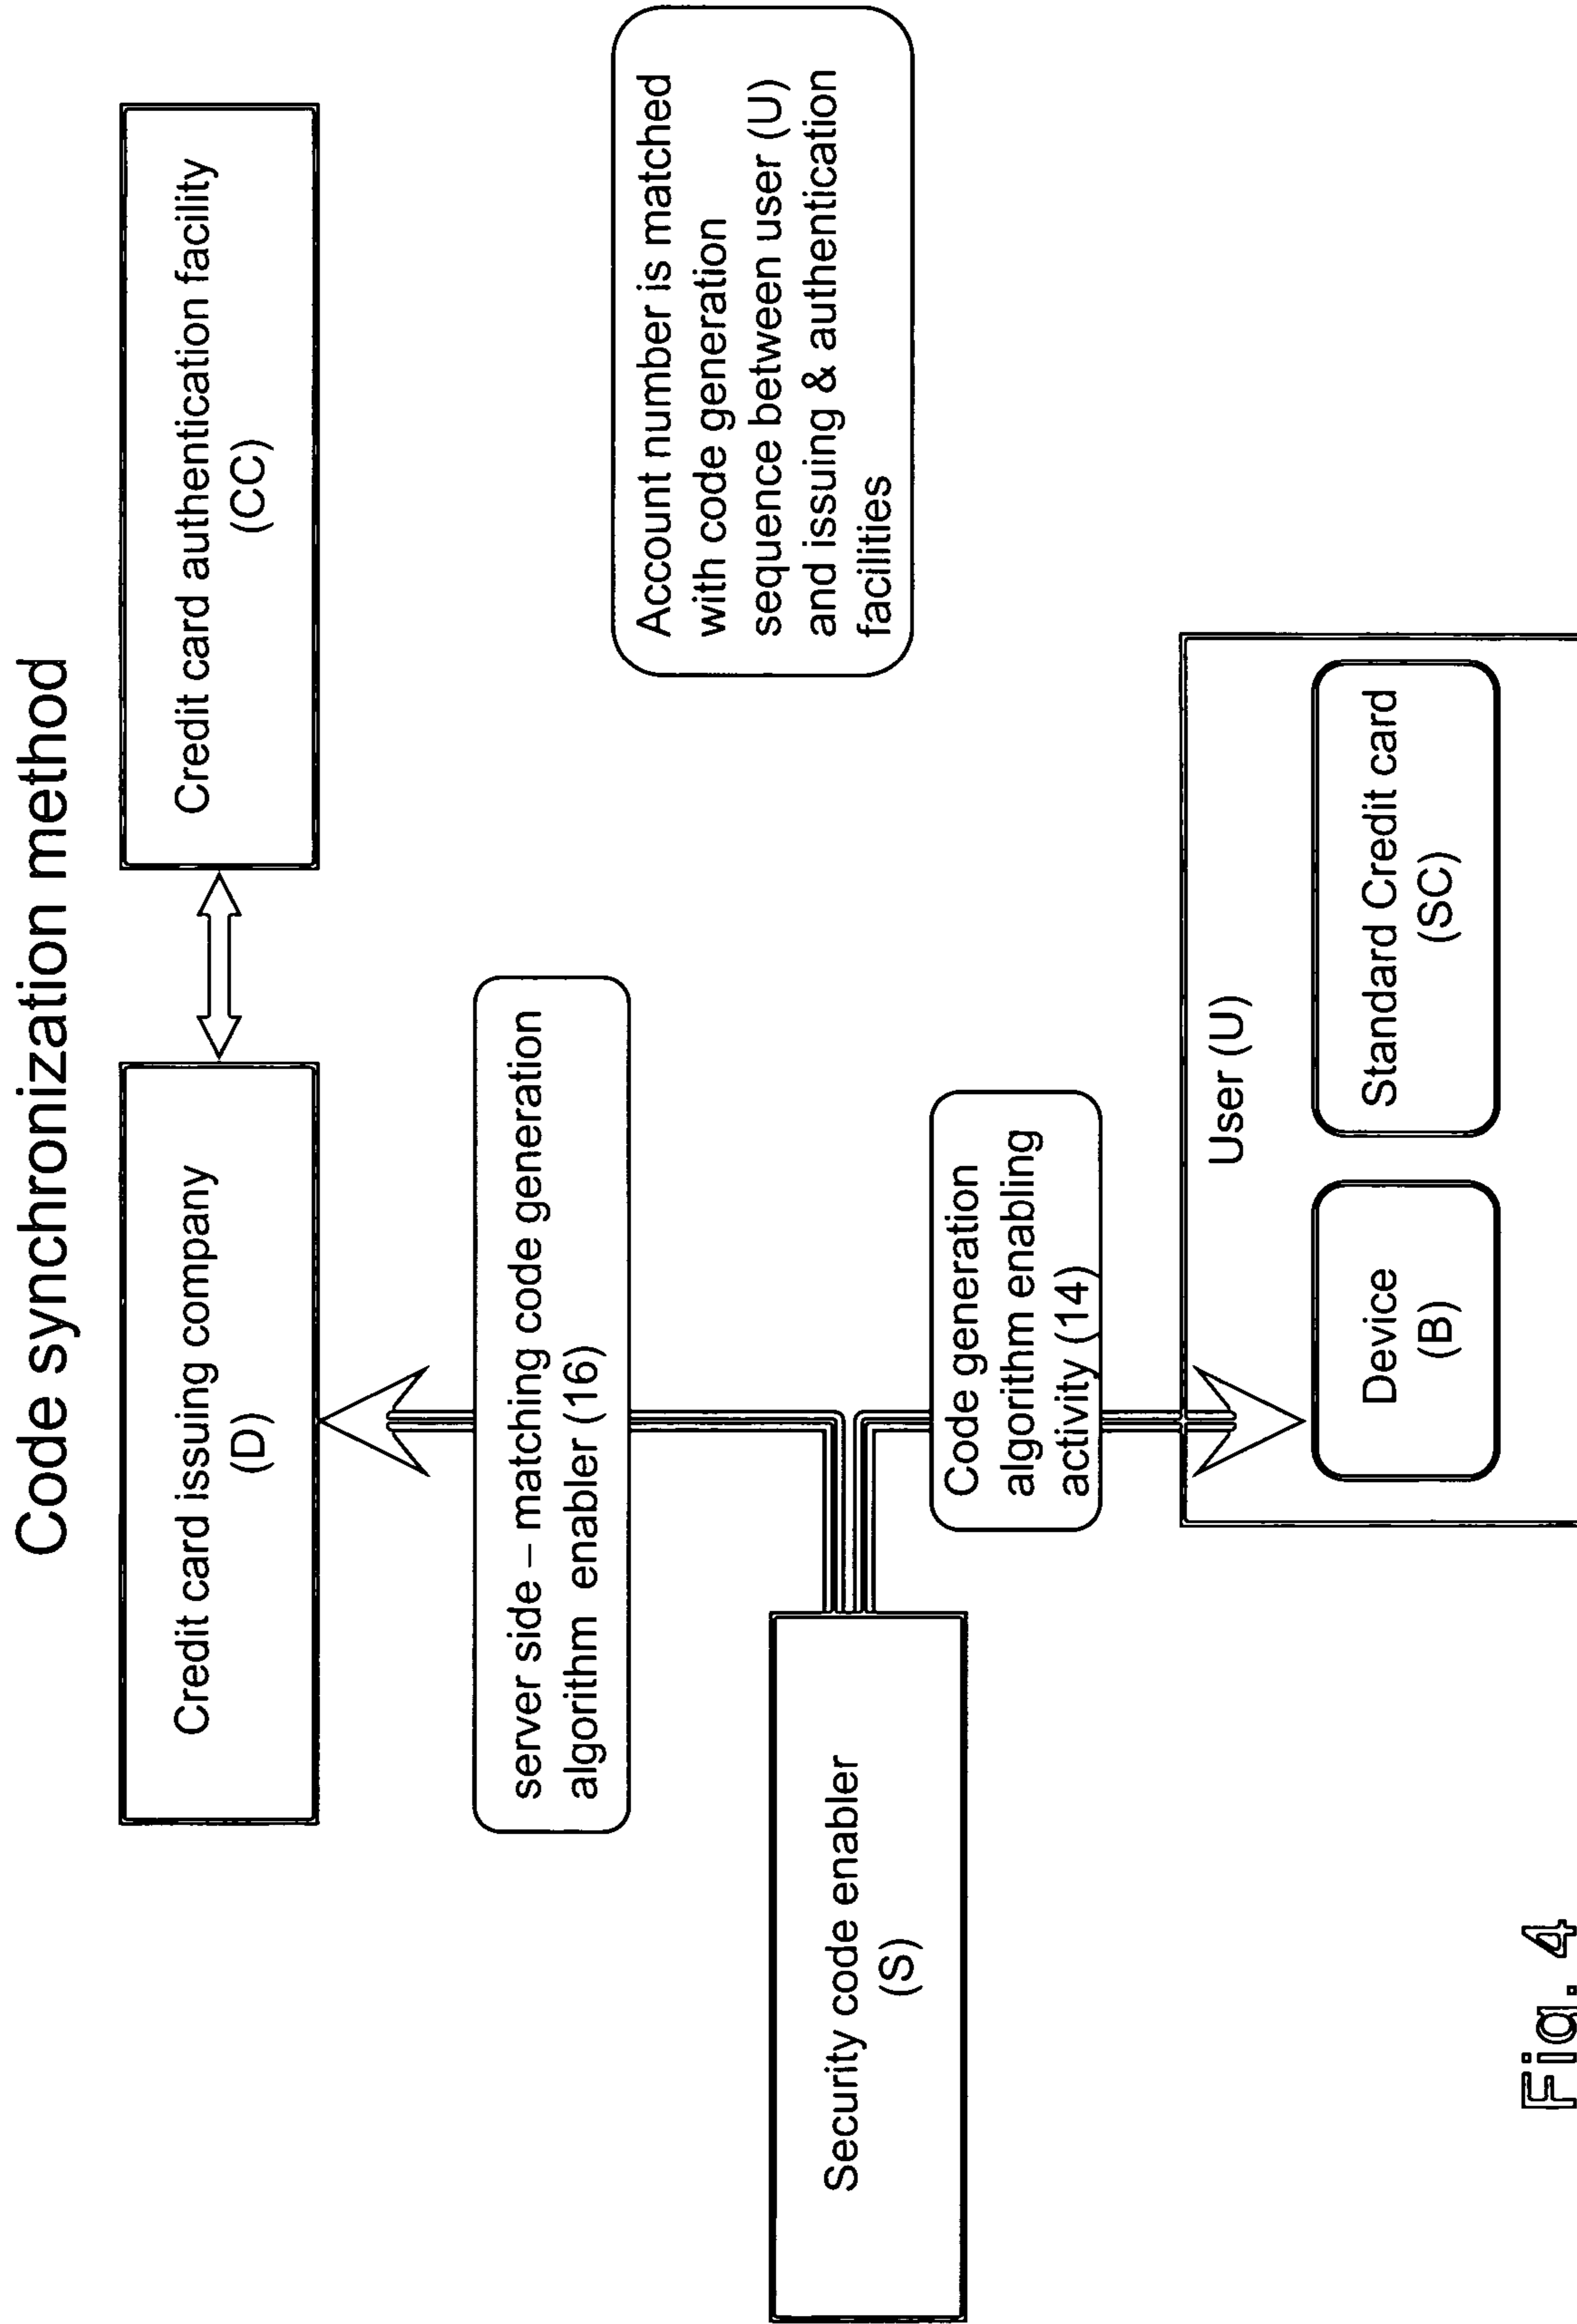 Code synchronization method
Credit card issuing company
(D)
Credit card authentication facility
(CC)
server side – matching code generation
algorithm enabler (16)
Account number is matched
with code generation
sequence between user (U)
and issuing & authentication
facilities
Security code enabler
(S)
Code generation
algorithm enabling
activity (14)
User (U)
Device
(B)
Standard Credit card
(SC)
Fig. 4